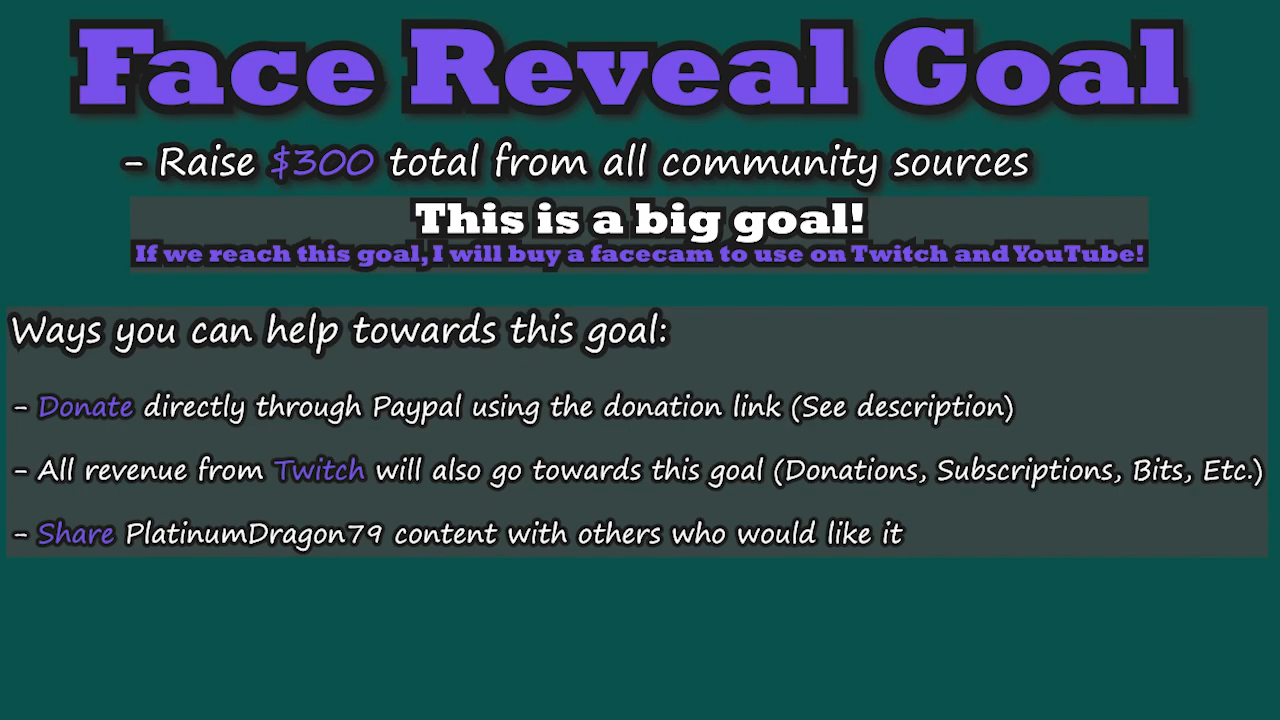 Face Reveal Goal
- Raise $300 total from all community sources
This is a big goal!
If we reach this goal, I will buy a facecam to use on Twitch and YouTube!
Ways you can help towards this goal:
- Donate directly through Paypal using the donation link (See description)
- All revenue from Twitch will also go towards this goal (Donations, Subscriptions, Bits, Etc.)
- Share PlatinumDragon79 content with others who would like it